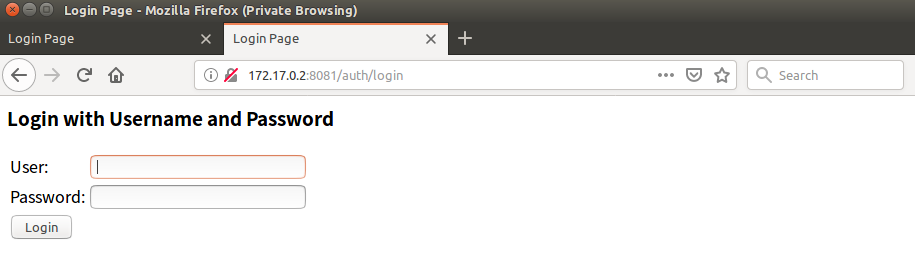 Login Page - Mozilla Firefox (Private Browsing)
Login Page Login Page
172.17.0.2:8081/auth/login Search
Login with Username and Password
User:
Password:
Login